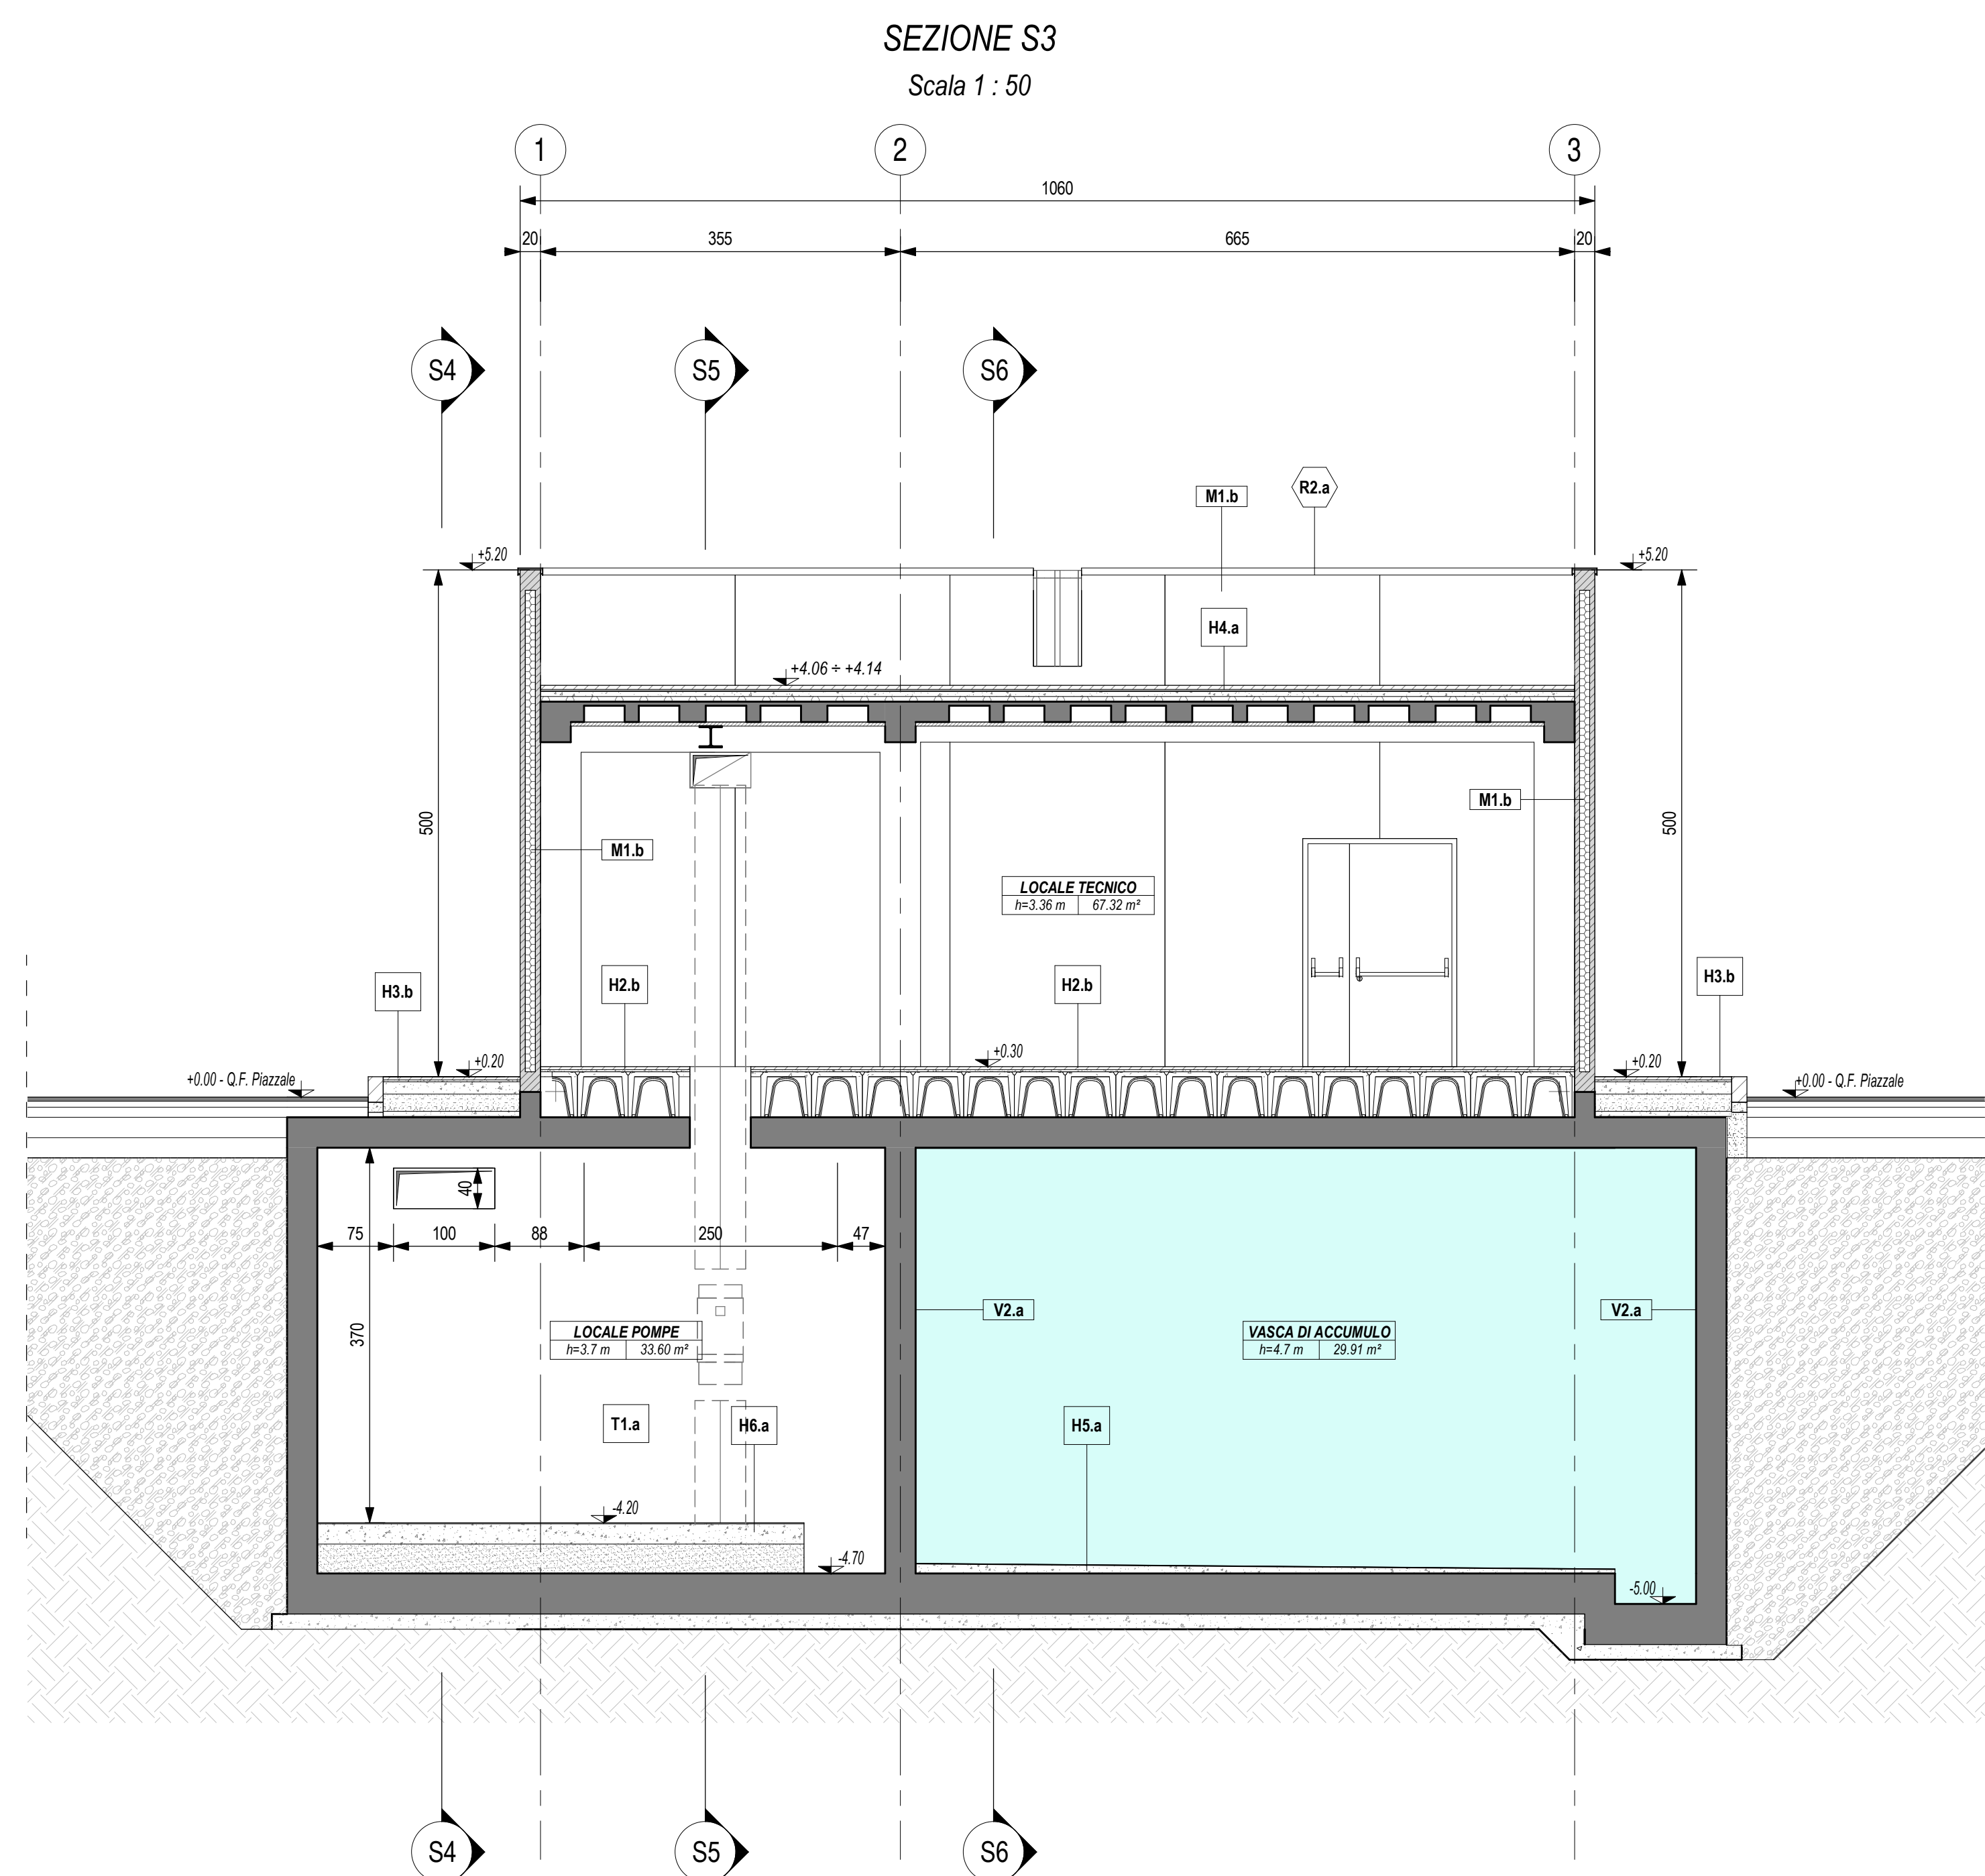 SEZIONE S3
Scala 1 : 50
1
2
3
1060
20
355
665
20
S4
S5
S6
M1.b
R2.a
+5.20
+5.20
H4.a
+4.06 ÷ +4.14
500
500
M1.b
M1.b
LOCALE TECNICO
h=3.36 m 67.32 m²
H3.b
H2.b
H2.b
H3.b
+0.00 - Q.F. Piazzale
+0.20
+0.30
+0.20
+0.00 - Q.F. Piazzale
40
75
100
88
250
47
370
V2.a
V2.a
LOCALE POMPE
h=3.7 m 33.60 m²
VASCA DI ACCUMULO
h=4.7 m 29.91 m²
T1.a
H6.a
H5.a
-4.20
-4.70
-5.00
S4
S5
S6